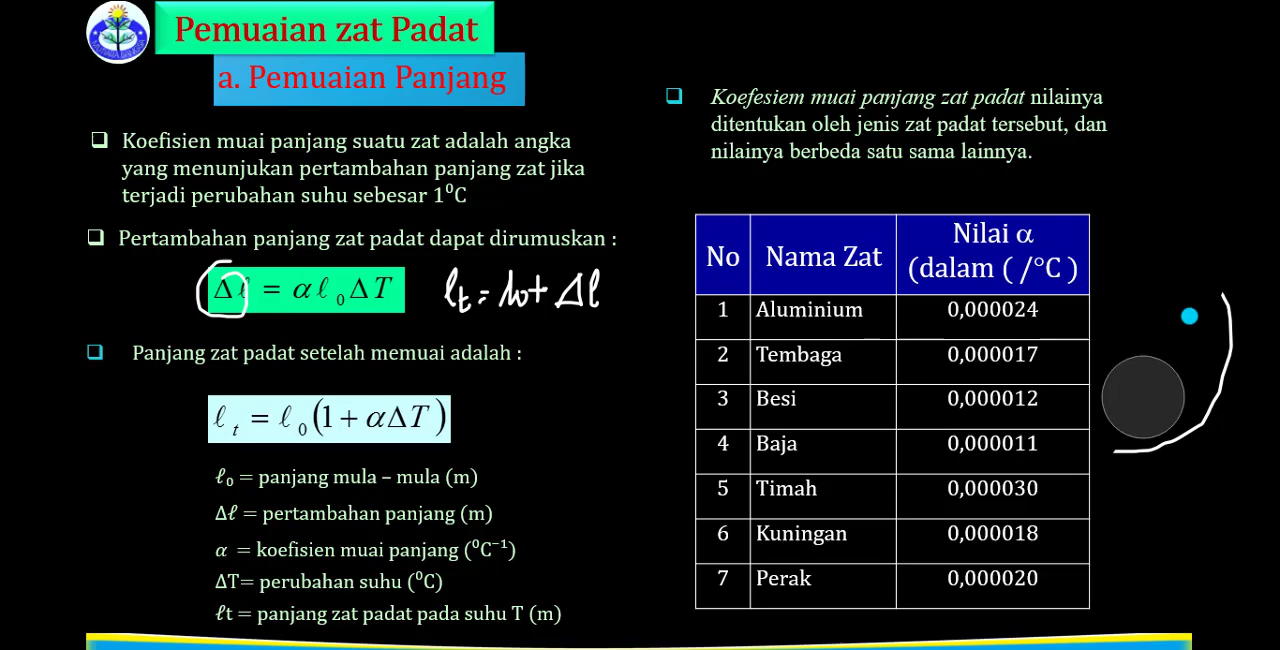 Pemuaian zat Padat
a. Pemuaian Panjang
❑ Koefisien muai panjang suatu zat adalah angka
yang menunjukan pertambahan panjang zat jika
terjadi perubahan suhu sebesar 1⁰C
❑ Pertambahan panjang zat padat dapat dirumuskan :
Δℓ = αℓ₀ΔT
ℓt = lo + Δℓ
❑ Panjang zat padat setelah memuai adalah :
ℓt = ℓ₀(1 + αΔT)
ℓ₀ = panjang mula – mula (m)
Δℓ = pertambahan panjang (m)
α = koefisien muai panjang (⁰C⁻¹)
ΔT= perubahan suhu (⁰C)
ℓt = panjang zat padat pada suhu T (m)
❑ Koefesiem muai panjang zat padat nilainya
ditentukan oleh jenis zat padat tersebut, dan
nilainya berbeda satu sama lainnya.
No Nama Zat Nilai α
(dalam ( /°C )
1 Aluminium 0,000024
2 Tembaga 0,000017
3 Besi 0,000012
4 Baja 0,000011
5 Timah 0,000030
6 Kuningan 0,000018
7 Perak 0,000020